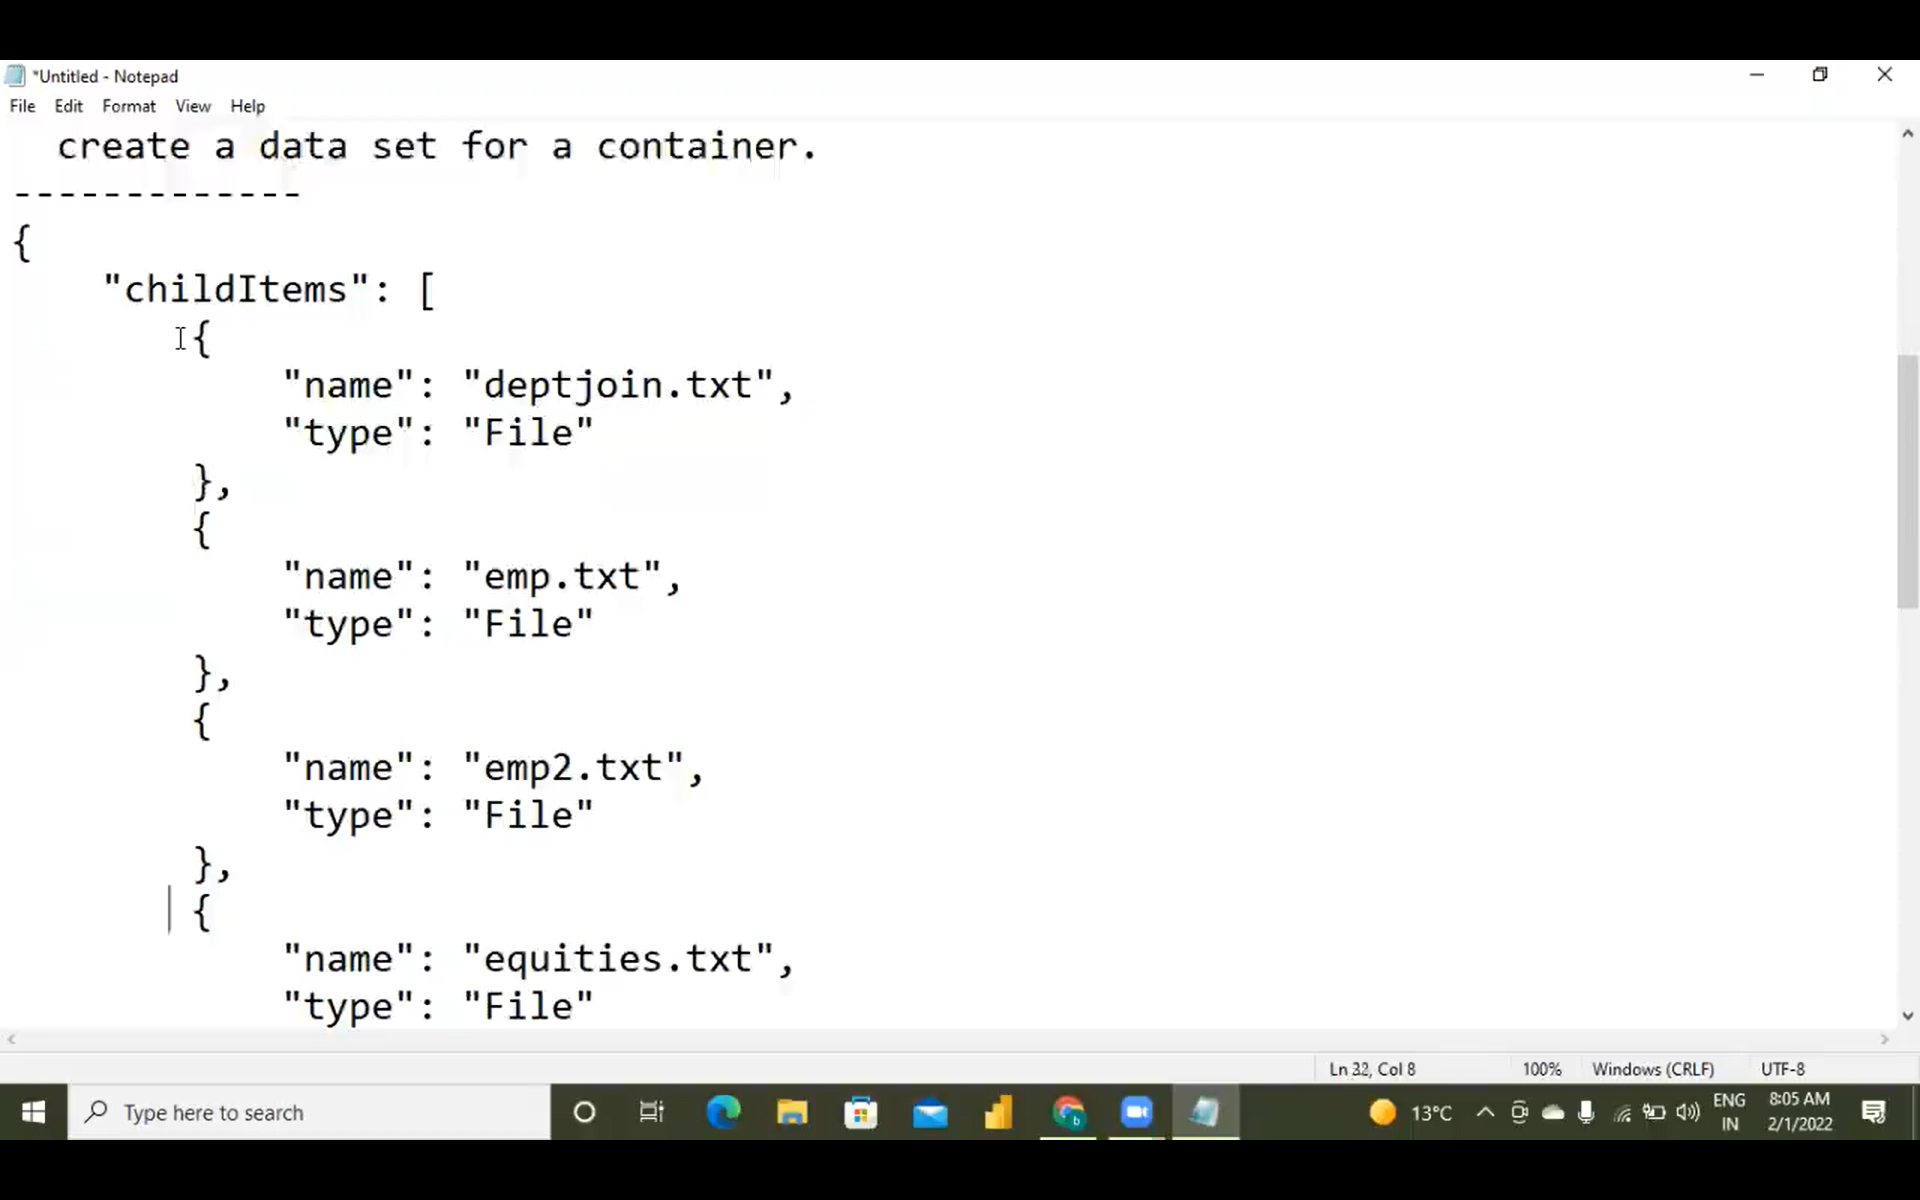 *Untitled - Notepad
File Edit Format View Help
create a data set for a container.
-------------
{
"childItems": [
{
"name": "deptjoin.txt",
"type": "File"
},
{
"name": "emp.txt",
"type": "File"
},
{
"name": "emp2.txt",
"type": "File"
},
{
"name": "equities.txt",
"type": "File"
Ln 32, Col 8 100% Windows (CRLF) UTF-8
Type here to search
13°C
ENG
IN
8:05 AM
2/1/2022